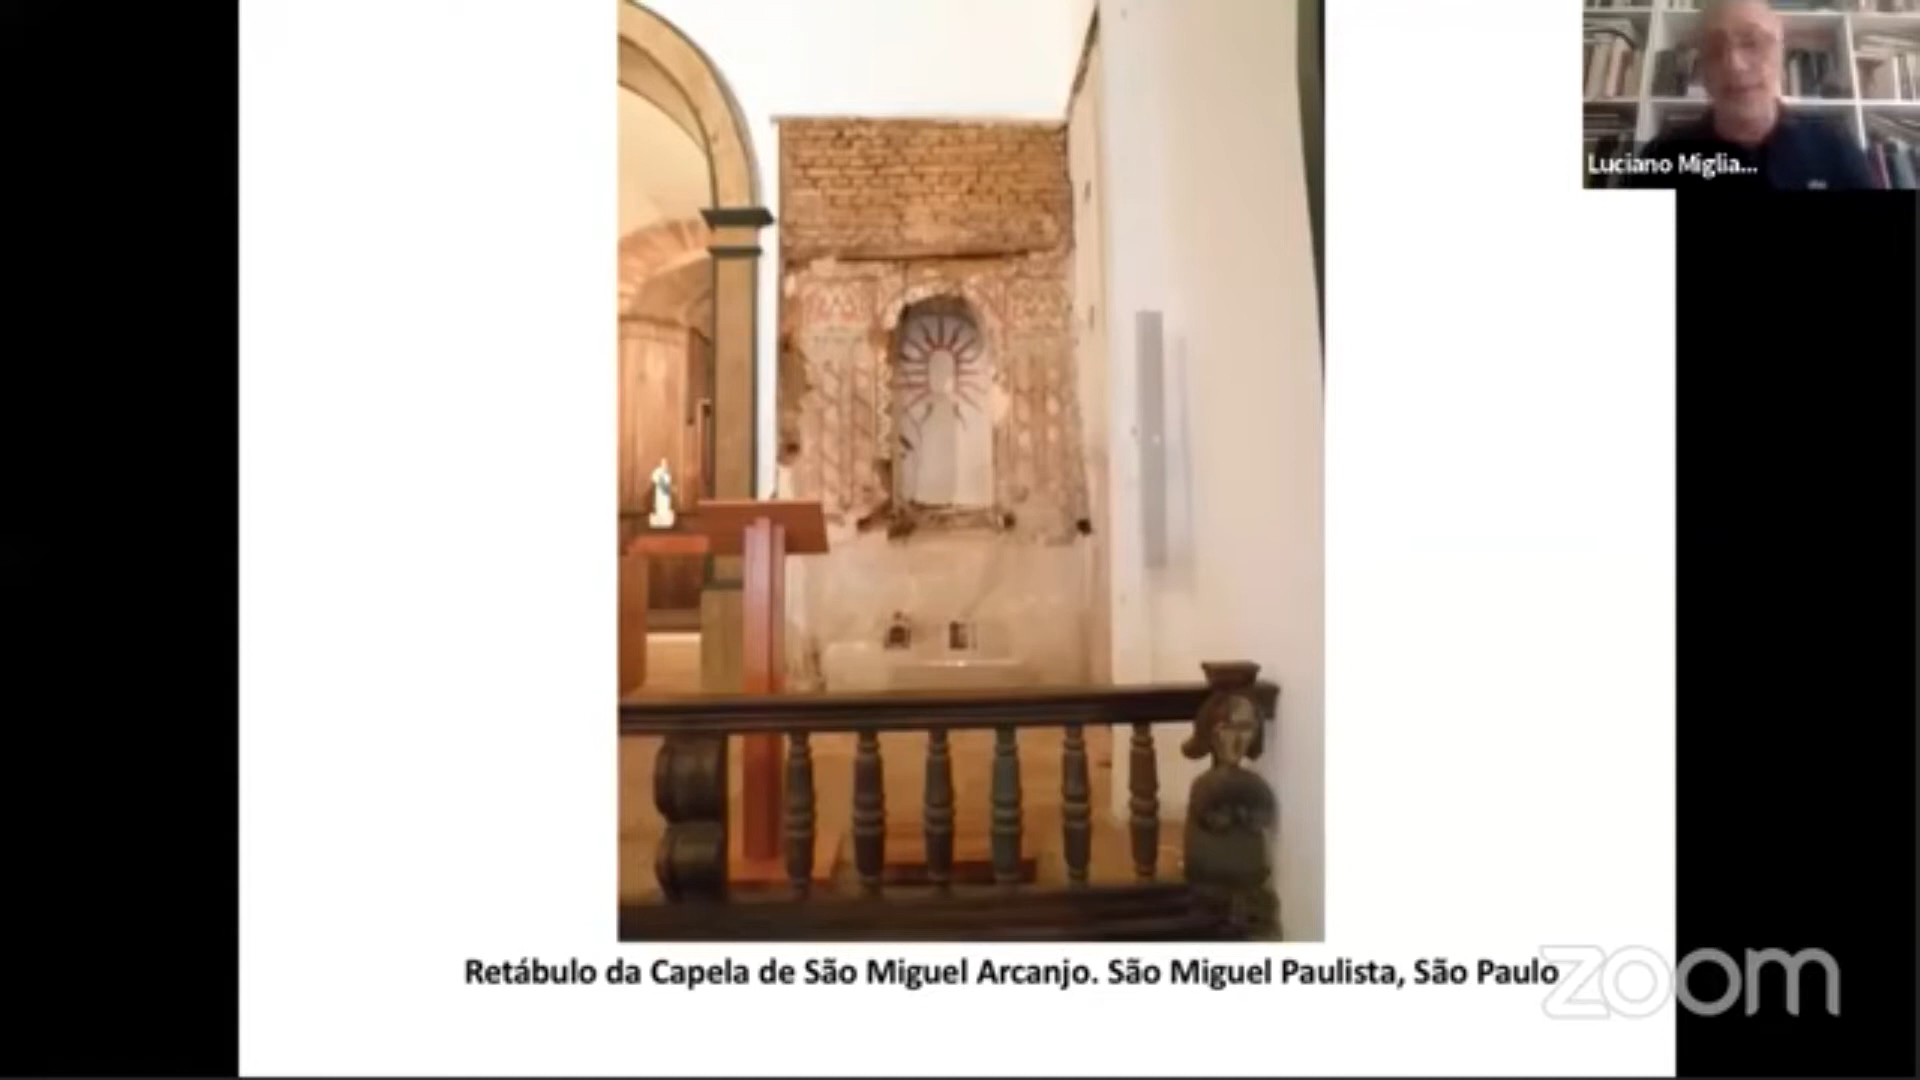 Luciano Miglia...
Retábulo da Capela de São Miguel Arcanjo. São Miguel Paulista, São Paulo
zoom